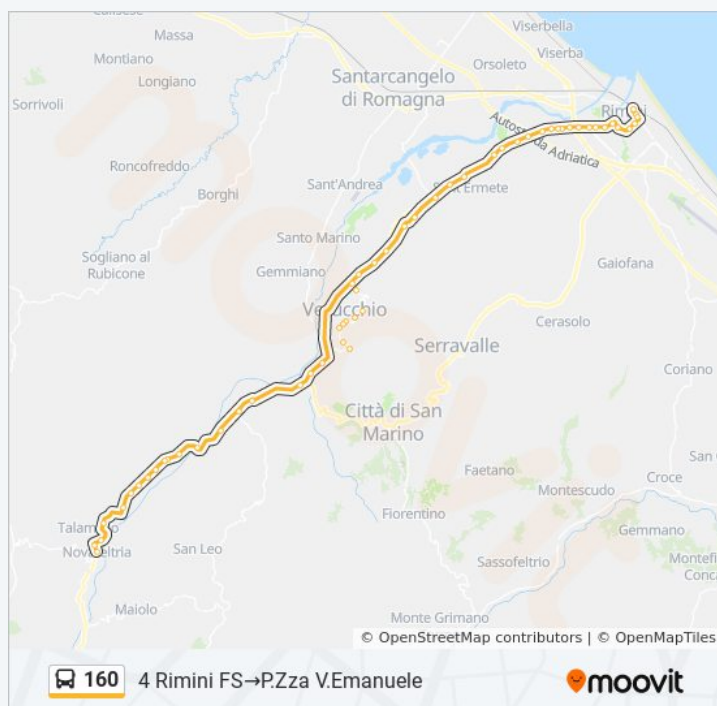 Calisese
Massa
Viserbella
Montiano
Viserba
Longiano
Orsoleto
Santarcangelo
di Romagna
Sorrivoli
Rimini
Autostrada Adriatica
Roncofreddo
Sant'Andrea
Sant'Ermete
Borghi
Santo Marino
Sogliano al
Rubicone
Gemmiano
Gaiofana
Verucchio
Cerasolo
Serravalle
Coriano
Città di San
Marino
San C
Faetano
Croce
Montescudo
Fiorentino
Talamello
Gemmano
Novafeltria
San Leo
Sassofeltrio
Montefi
Conca
Maiolo
Monte Grimano
© OpenStreetMap contributors | © OpenMapTiles
160
4 Rimini FS→P.Zza V.Emanuele
moovit